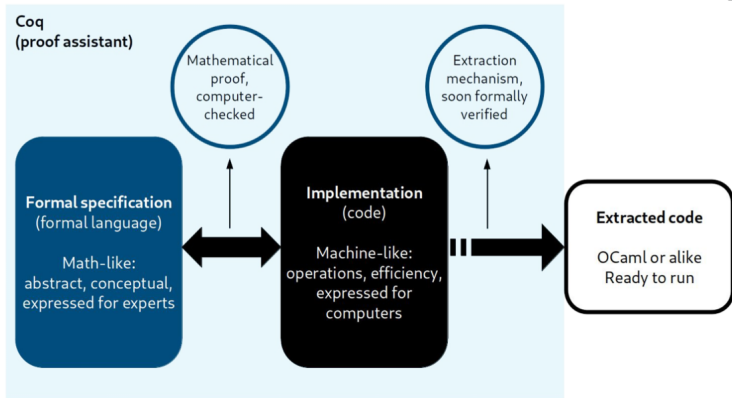 Coq
(proof assistant)
Mathematical
proof,
computer-
checked
Extraction
mechanism,
soon formally
verified
Formal specification
(formal language)
Math-like:
abstract, conceptual,
expressed for experts
Implementation
(code)
Machine-like:
operations, efficiency,
expressed for
computers
Extracted code
OCaml or alike
Ready to run